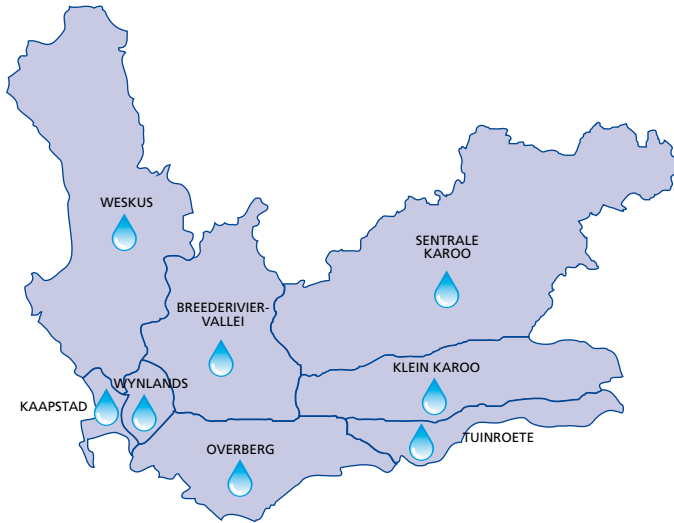 WESKUS
SENTRALE
KAROO
BREEDERIVIER-
VALLEI
KLEIN KAROO
WYNLANDS
KAAPSTAD
TUINROETE
OVERBERG